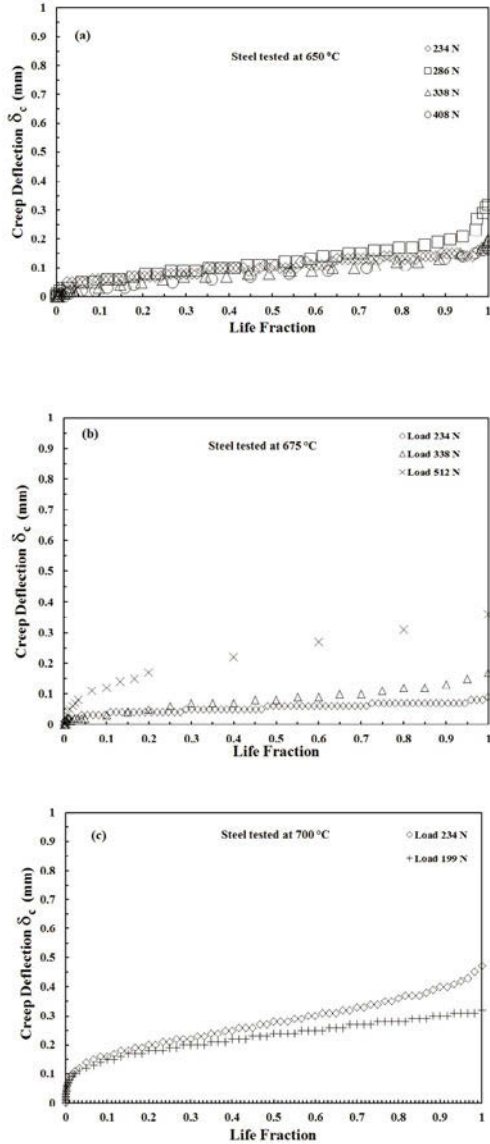 (a)
Steel tested at 650 °C
234 N
286 N
338 N
408 N
Creep Deflection δc (mm)
1
0.9
0.8
0.7
0.6
0.5
0.4
0.3
0.2
0.1
0
0 0.1 0.2 0.3 0.4 0.5 0.6 0.7 0.8 0.9 1
Life Fraction
(b)
Steel tested at 675 °C
Load 234 N
Load 338 N
Load 512 N
Creep Deflection δc (mm)
1
0.9
0.8
0.7
0.6
0.5
0.4
0.3
0.2
0.1
0
0 0.1 0.2 0.3 0.4 0.5 0.6 0.7 0.8 0.9 1
Life Fraction
(c)
Steel tested at 700 °C
Load 234 N
Load 199 N
Creep Deflection δc (mm)
1
0.9
0.8
0.7
0.6
0.5
0.4
0.3
0.2
0.1
0
0 0.1 0.2 0.3 0.4 0.5 0.6 0.7 0.8 0.9 1
Life Fraction